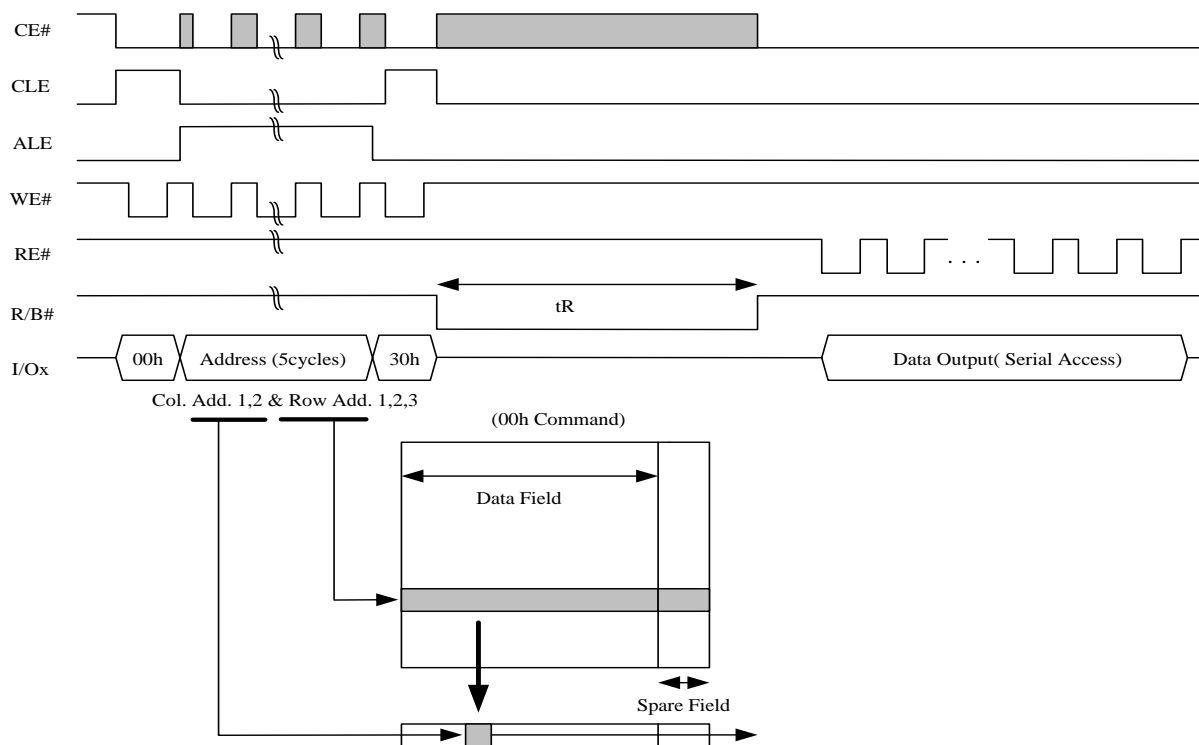 CE#
CLE
ALE
WE#
RE#
. . .
tR
R/B#
I/Ox
00h
Address (5cycles)
30h
Data Output( Serial Access)
Col. Add. 1,2 & Row Add. 1,2,3
(00h Command)
Data Field
Spare Field